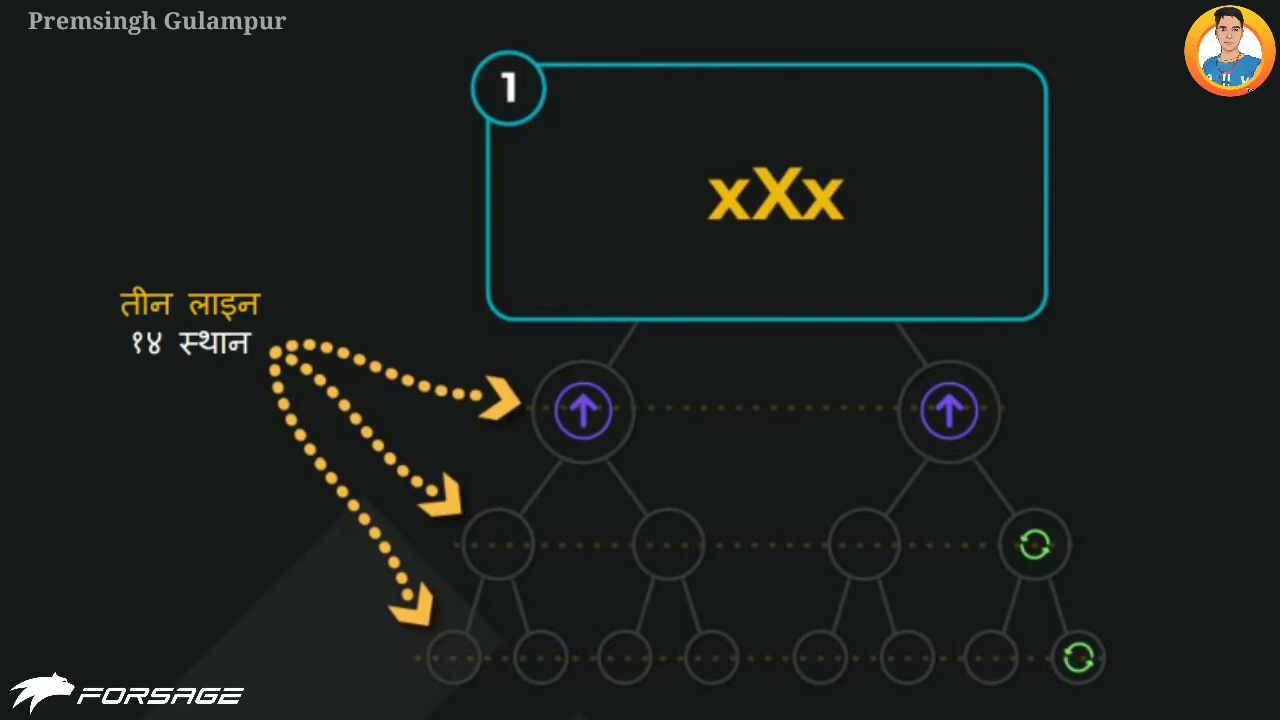 Premsingh Gulampur
1
xXx
तीन लाइन
१४ स्थान
FORSAGE